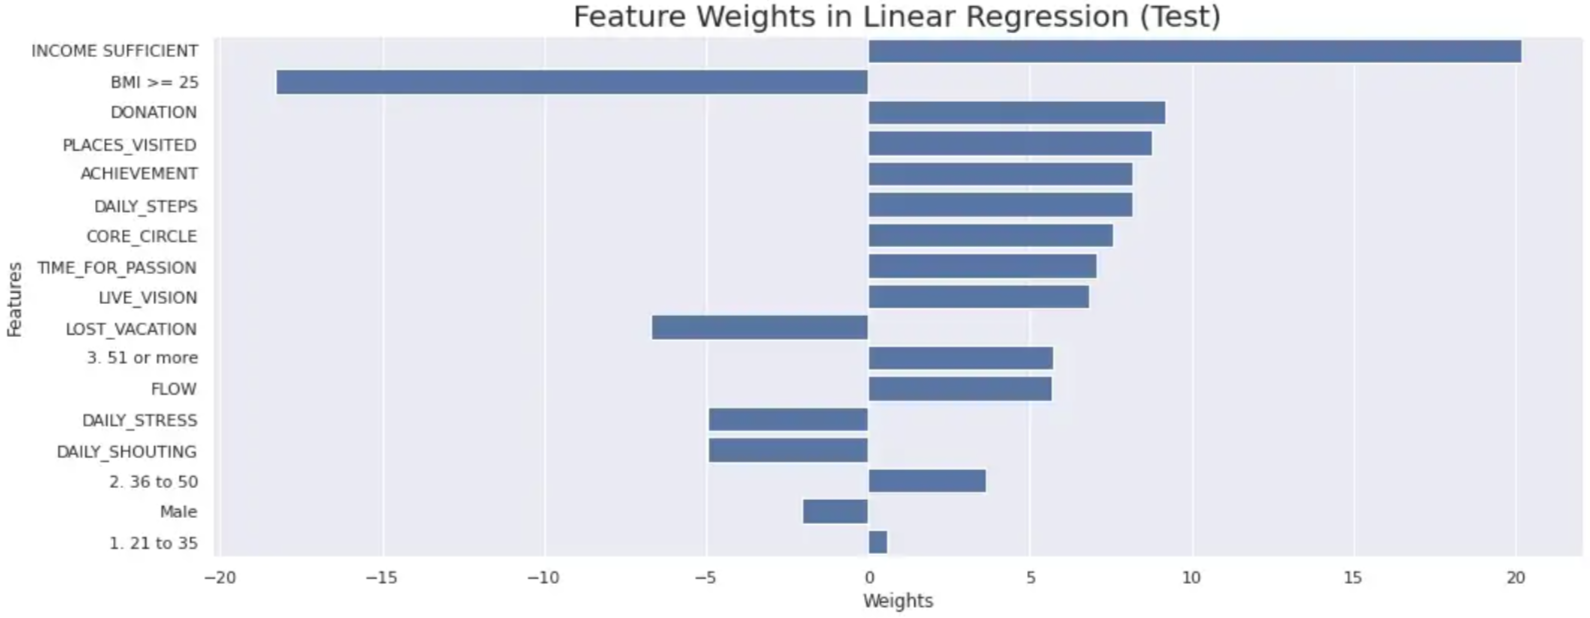 Feature Weights in Linear Regression (Test)
INCOME SUFFICIENT
BMI >= 25
DONATION
PLACES_VISITED
ACHIEVEMENT
DAILY_STEPS
CORE_CIRCLE
TIME_FOR_PASSION
LIVE_VISION
LOST_VACATION
3. 51 or more
FLOW
DAILY_STRESS
DAILY_SHOUTING
2. 36 to 50
Male
1. 21 to 35
Features
−20 −15 −10 −5 0 5 10 15 20
Weights